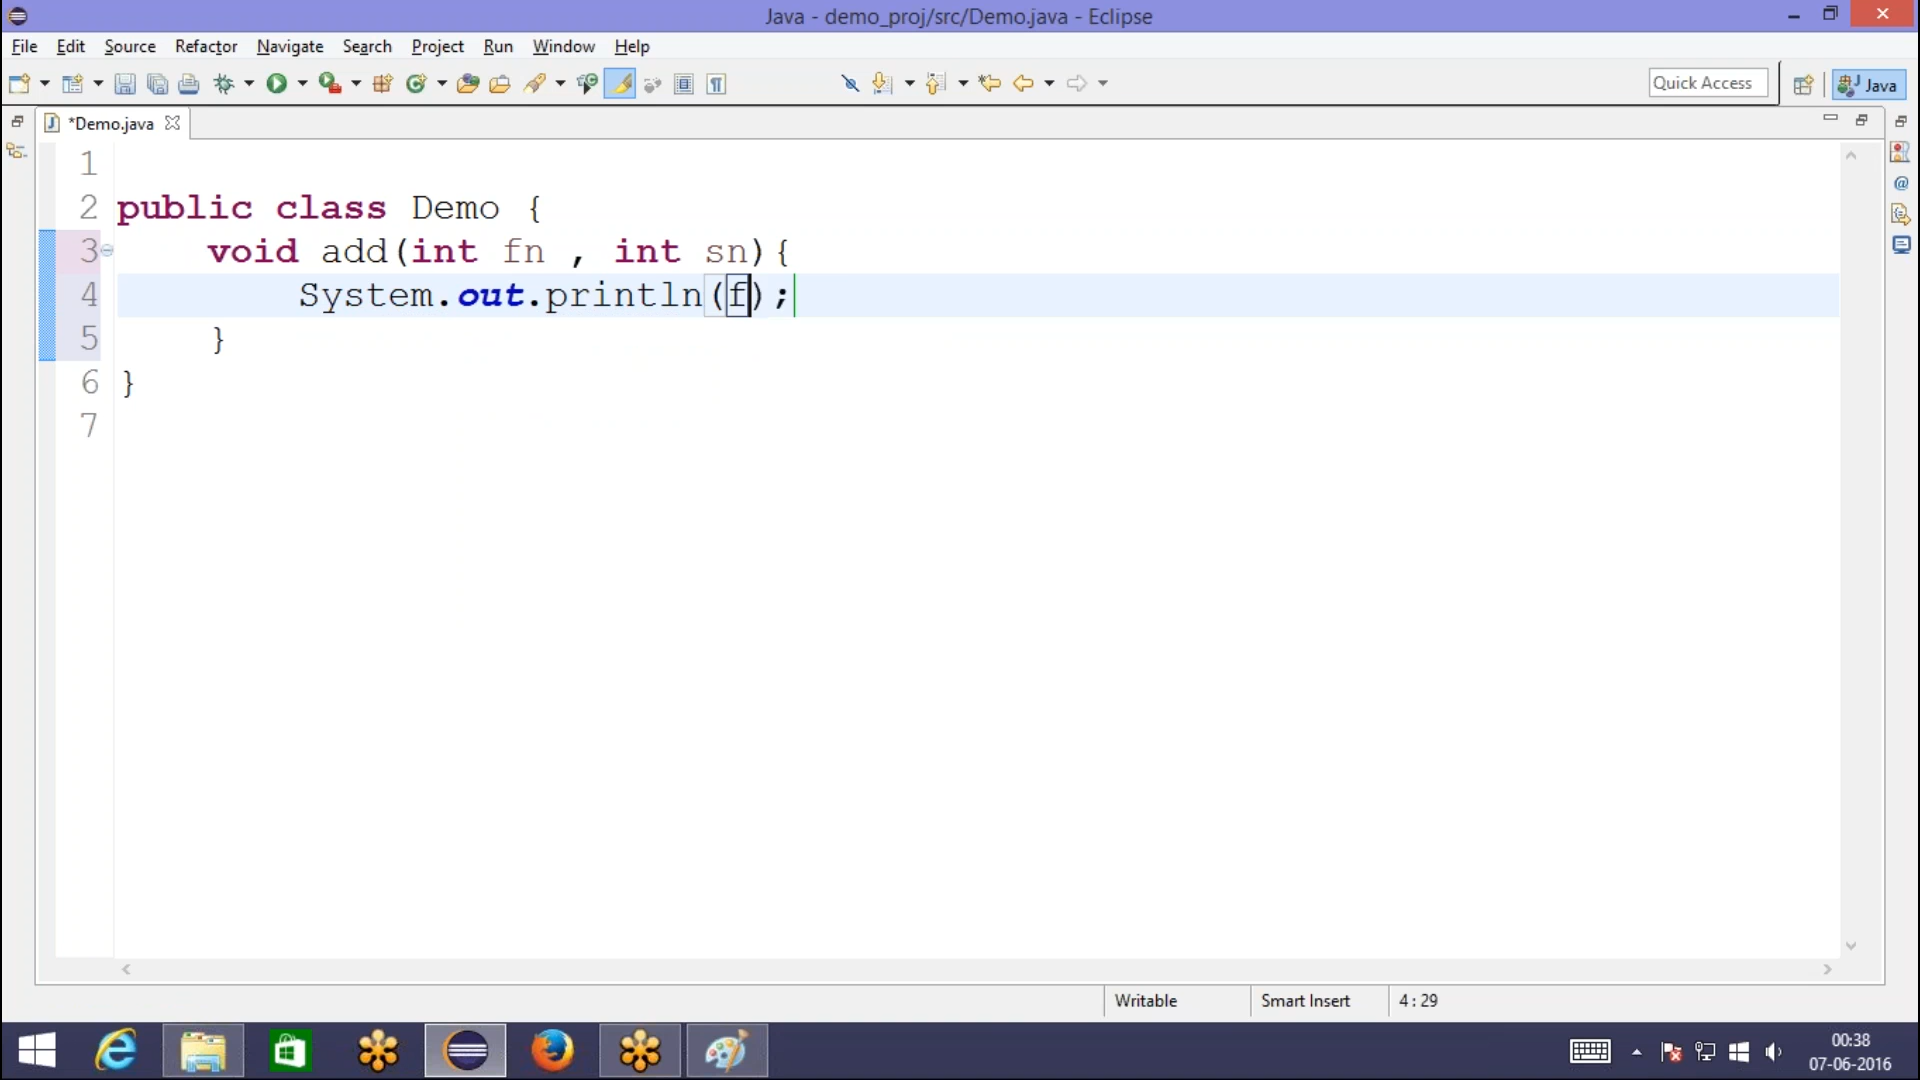 Java - demo_proj/src/Demo.java - Eclipse
File Edit Source Refactor Navigate Search Project Run Window Help
Quick Access
Java
*Demo.java
1
2 public class Demo {
3 void add(int fn , int sn){
4 System.out.println(f);
5 }
6 }
7
Writable Smart Insert 4 : 29
00:38
07-06-2016